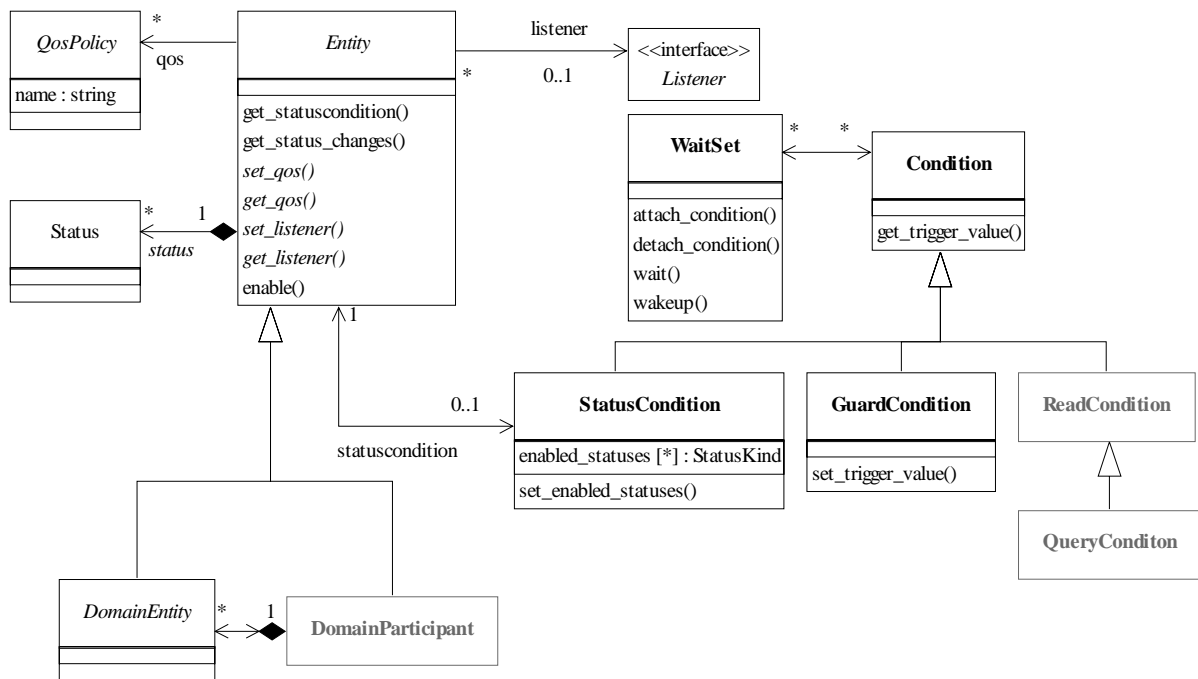 QosPolicy
name : string
*
qos
Entity
get_statuscondition()
get_status_changes()
set_qos()
get_qos()
set_listener()
get_listener()
enable()
listener
*
0..1
<<interface>>
Listener
WaitSet
attach_condition()
detach_condition()
wait()
wakeup()
*
*
Condition
get_trigger_value()
Status
*
1
status
1
0..1
statuscondition
StatusCondition
enabled_statuses [*] : StatusKind
set_enabled_statuses()
GuardCondition
set_trigger_value()
ReadCondition
QueryConditon
DomainEntity
*
1
DomainParticipant